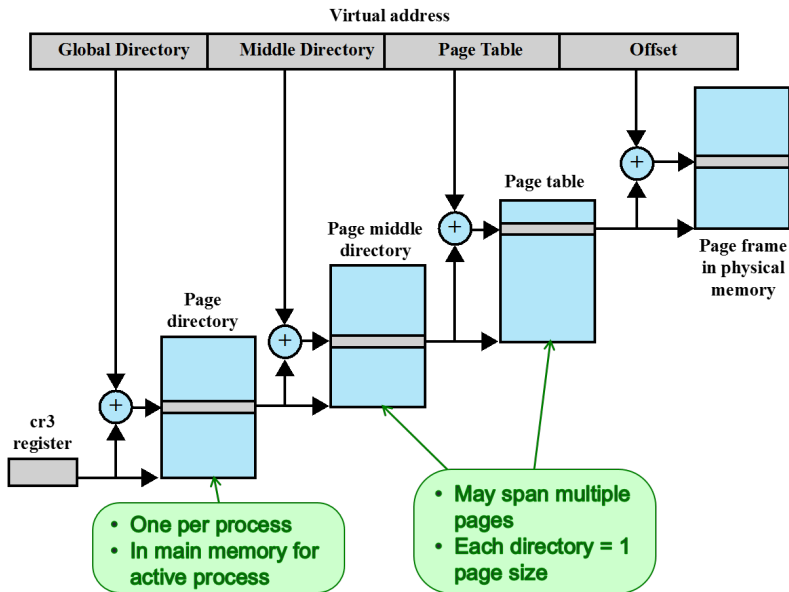 Virtual address
Global Directory
Middle Directory
Page Table
Offset
+
Page table
+
Page middle
directory
Page frame
in physical
memory
Page
directory
+
+
cr3
register
• One per process
• In main memory for
active process
• May span multiple
pages
• Each directory = 1
page size